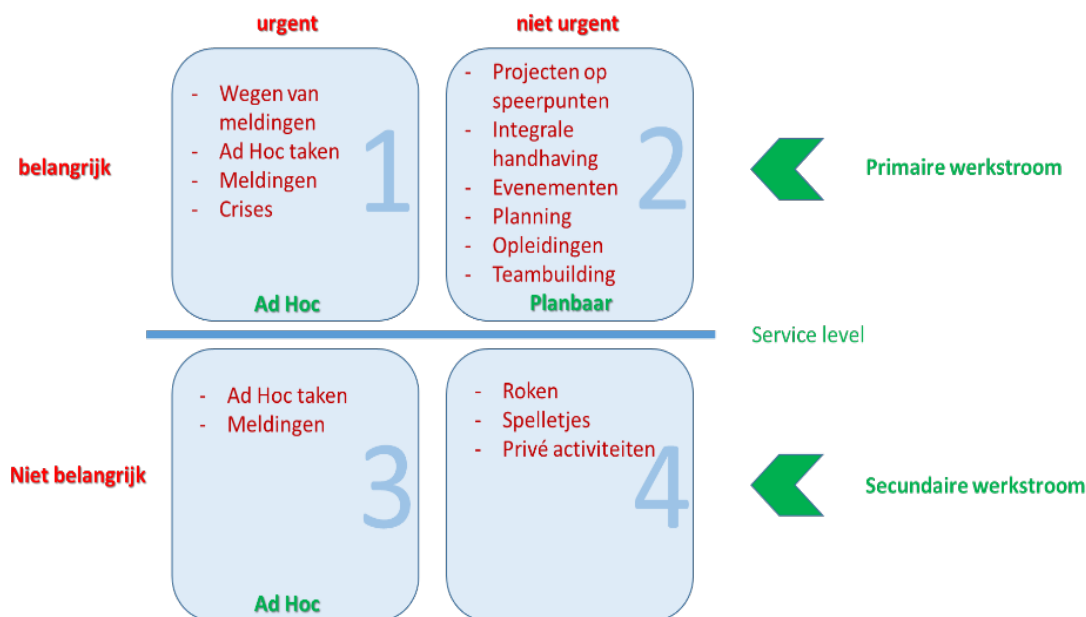 urgent
niet urgent
belangrijk
- Wegen van
meldingen
- Ad Hoc taken
- Meldingen
- Crises
1
Ad Hoc
- Projecten op
speerpunten
- Integrale
handhaving
- Evenementen
- Planning
- Opleidingen
- Teambuilding
2
Planbaar
Primaire werkstroom
Service level
Niet belangrijk
- Ad Hoc taken
- Meldingen
3
Ad Hoc
- Roken
- Spelletjes
- Privé activiteiten
4
Secundaire werkstroom